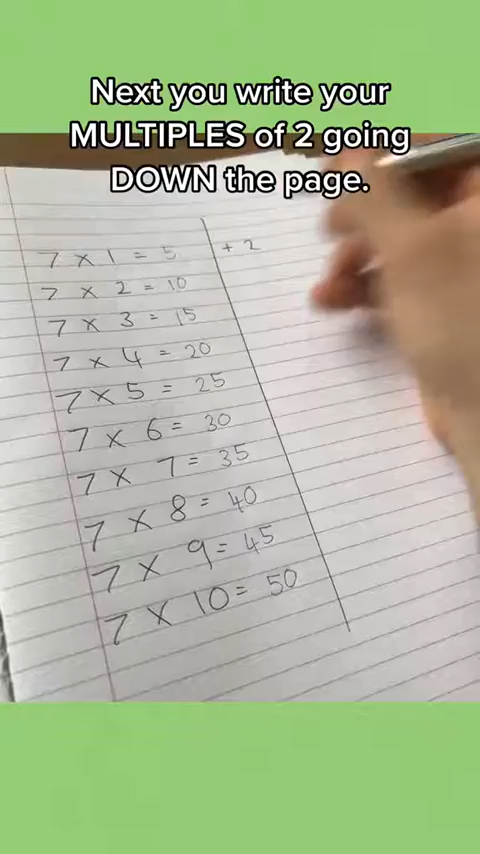 Next you write your
MULTIPLES of 2 going
DOWN the page.
7 x 1 = 5 + 2
7 x 2 = 10
7 x 3 = 15
7 x 4 = 20
7 x 5 = 25
7 x 6 = 30
7 x 7 = 35
7 x 8 = 40
7 x 9 = 45
7 x 10 = 50